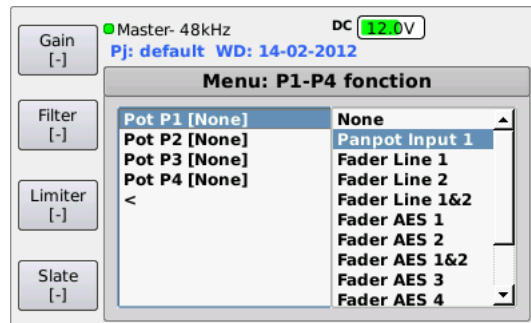 Gain
[-]
Master- 48kHz
DC 12.0V
Pj: default WD: 14-02-2012
Menu: P1-P4 fonction
Filter
[-]
Limiter
[-]
Slate
[-]
Pot P1 [None]
Pot P2 [None]
Pot P3 [None]
Pot P4 [None]
<
None
Panpot Input 1
Fader Line 1
Fader Line 2
Fader Line 1&2
Fader AES 1
Fader AES 2
Fader AES 1&2
Fader AES 3
Fader AES 4